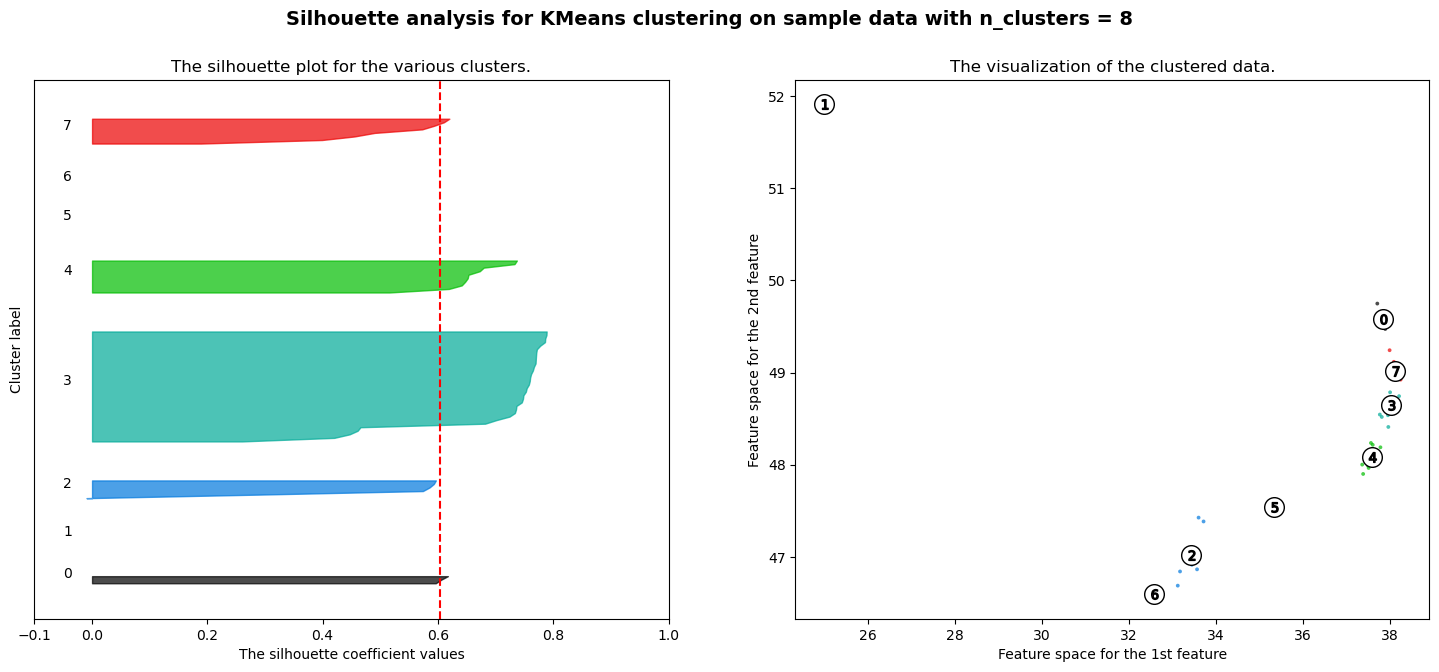 Silhouette analysis for KMeans clustering on sample data with n_clusters = 8
The silhouette plot for the various clusters.
7
6
5
4
3
2
1
0
Cluster label
−0.1 0.0 0.2 0.4 0.6 0.8 1.0
The silhouette coefficient values
The visualization of the clustered data.
52
51
50
49
48
47
Feature space for the 2nd feature
1
0
7
3
4
5
2
6
26 28 30 32 34 36 38
Feature space for the 1st feature